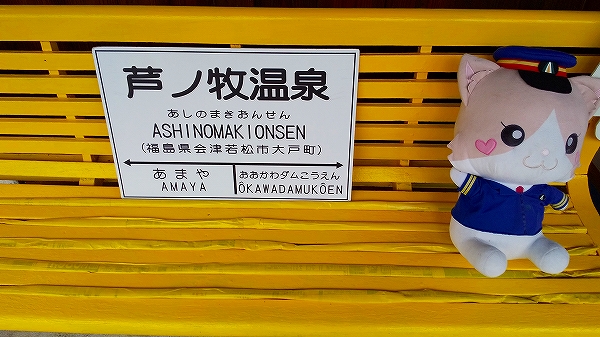 芦ノ牧温泉
あしのまきおんせん
ASHINOMAKIONSEN
(福島県会津若松市大戸町)
あまや
AMAYA
おおかわダムこうえん
ŌKAWADAMUKŌEN